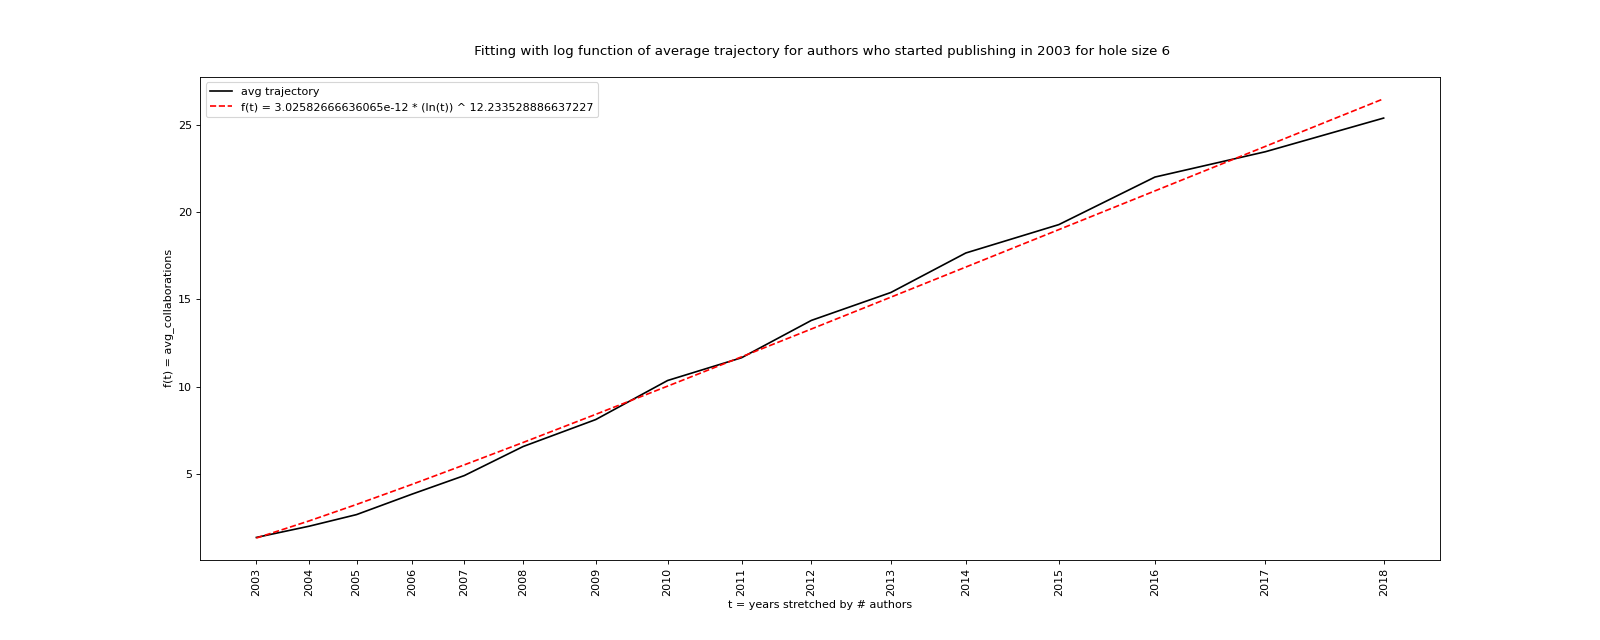 Fitting with log function of average trajectory for authors who started publishing in 2003 for hole size 6
avg trajectory
f(t) = 3.02582666636065e-12 * (ln(t)) ^ 12.233528886637227
25
20
15
10
5
f(t) = avg_collaborations
2003 2004 2005 2006 2007 2008 2009 2010 2011 2012 2013 2014 2015 2016 2017 2018
t = years stretched by # authors